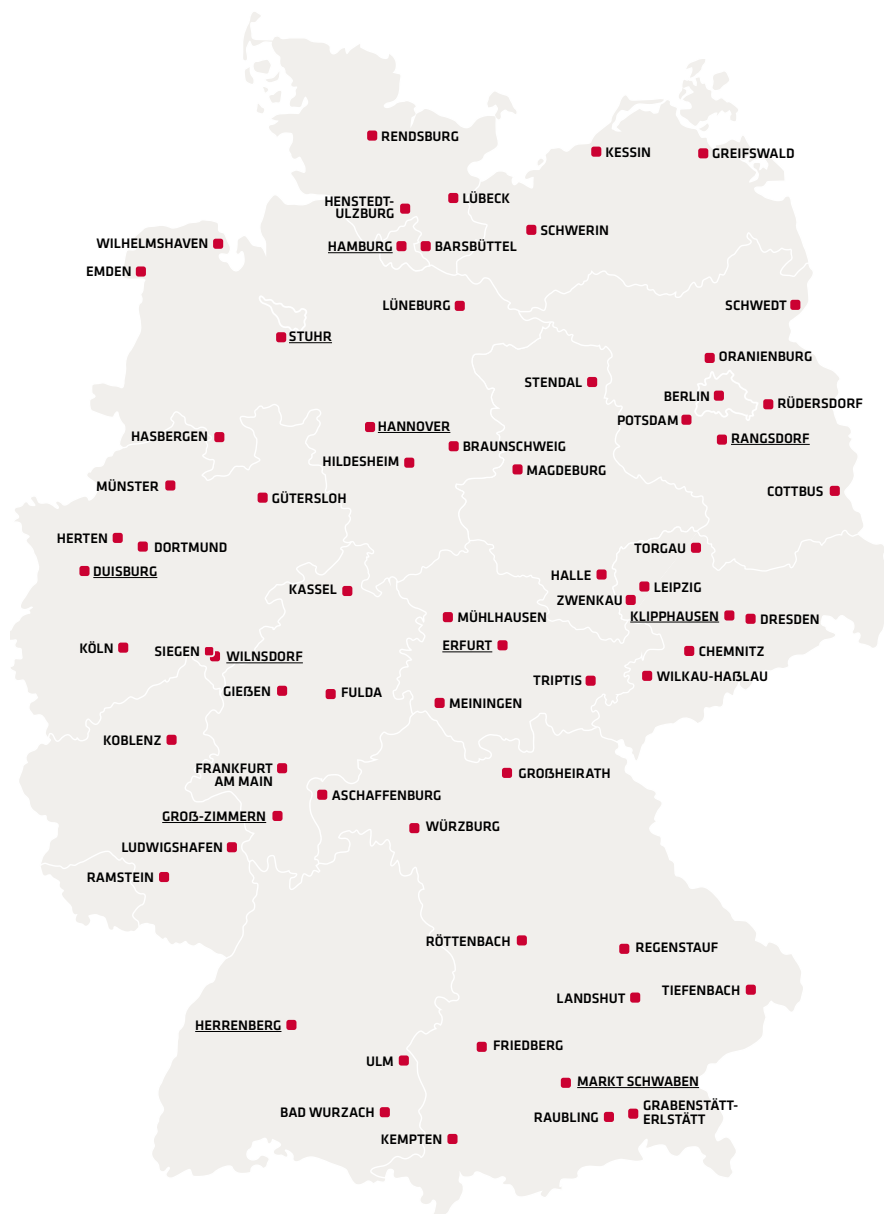 RENDSBURG
KESSIN
GREIFSWALD
HENSTEDT-
ULZBURG
LÜBECK
SCHWERIN
WILHELMSHAVEN
HAMBURG
BARSBÜTTEL
EMDEN
LÜNEBURG
SCHWEDT
STUHR
ORANIENBURG
STENDAL
BERLIN
RÜDERSDORF
POTSDAM
HANNOVER
RANGSDORF
HASBERGEN
BRAUNSCHWEIG
HILDESHEIM
MAGDEBURG
MÜNSTER
GÜTERSLOH
COTTBUS
HERTEN
DORTMUND
TORGAU
DUISBURG
HALLE
LEIPZIG
KASSEL
ZWENKAU
MÜHLHAUSEN
KLIPPHAUSEN
DRESDEN
KÖLN
SIEGEN
WILNSDORF
ERFURT
CHEMNITZ
WILKAU-HAßLAU
TRIPTIS
GIEßEN
FULDA
MEININGEN
KOBLENZ
FRANKFURT
AM MAIN
GROßHEIRATH
ASCHAFFENBURG
GROß-ZIMMERN
WÜRZBURG
LUDWIGSHAFEN
RAMSTEIN
RÖTTENBACH
REGENSTAUF
TIEFENBACH
LANDSHUT
HERRENBERG
FRIEDBERG
ULM
MARKT SCHWABEN
BAD WURZACH
GRABENSTÄTT-
ERLSTÄTT
RAUBLING
KEMPTEN